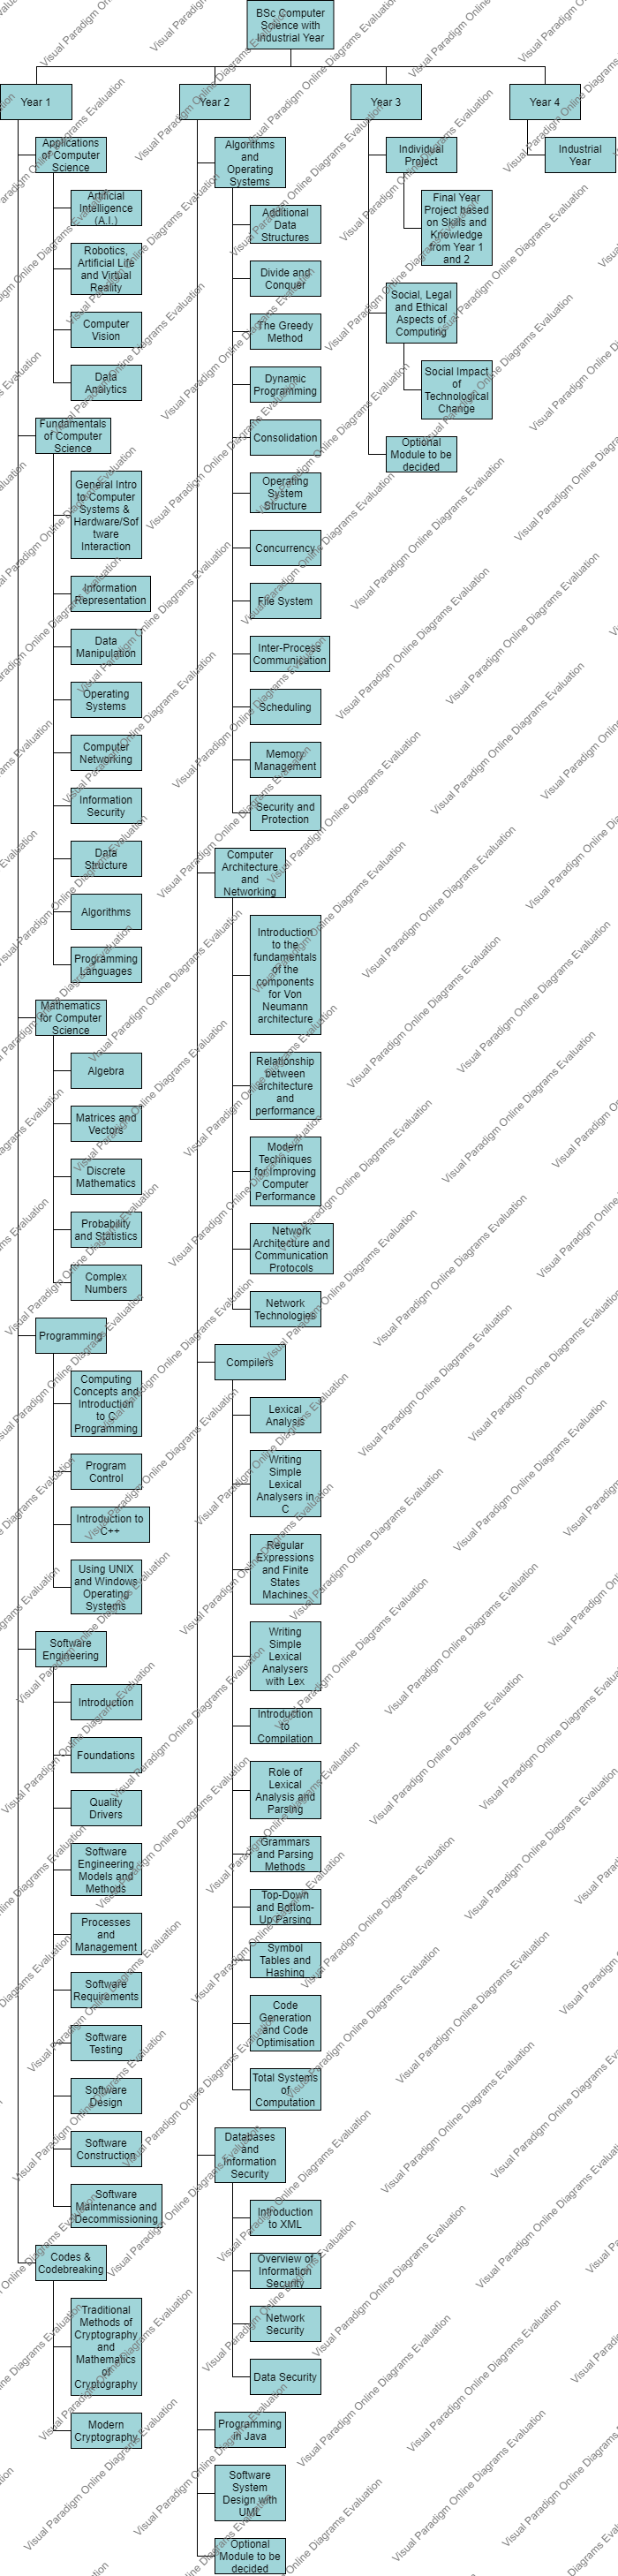 BSc Computer
Science with
Industrial Year
Year 1
Year 2
Year 3
Year 4
Applications
of Computer
Science
Artificial
Intelligence
(A.I.)
Robotics,
Artificial Life
and Virtual
Reality
Computer
Vision
Data
Analytics
Fundamentals
of Computer
Science
General Intro
to Computer
Systems &
Hardware/Sof
tware
Interaction
Information
Representation
Data
Manipulation
Operating
Systems
Computer
Networking
Information
Security
Data
Structure
Algorithms
Programming
Languages
Mathematics
for Computer
Science
Algebra
Matrices and
Vectors
Discrete
Mathematics
Probability
and Statistics
Complex
Numbers
Programming
Computing
Concepts and
Introduction
to C
Programming
Program
Control
Introduction to
C++
Using UNIX
and Windows
Operating
Systems
Software
Engineering
Introduction
Foundations
Quality
Drivers
Software
Engineering
Models and
Methods
Processes
and
Management
Software
Requirements
Software
Testing
Software
Design
Software
Construction
Software
Maintenance and
Decommissioning
Codes &
Codebreaking
Traditional
Methods of
Cryptography
and
Mathematics
of
Cryptography
Modern
Cryptography
Algorithms
and
Operating
Systems
Additional
Data
Structures
Divide and
Conquer
The Greedy
Method
Dynamic
Programming
Consolidation
Operating
System
Structure
Concurrency
File System
Inter-Process
Communication
Scheduling
Memory
Management
Security and
Protection
Computer
Architecture
and
Networking
Introduction
to the
fundamentals
of the
components
for Von
Neumann
architecture
Relationship
between
architecture
and
performance
Modern
Techniques
for Improving
Computer
Performance
Network
Architecture and
Communication
Protocols
Network
Technologies
Compilers
Lexical
Analysis
Writing
Simple
Lexical
Analysers in
C
Regular
Expressions
and Finite
States
Machines
Writing
Simple
Lexical
Analysers
with Lex
Introduction
to
Compilation
Role of
Lexical
Analysis and
Parsing
Grammars
and Parsing
Methods
Top-Down
and Bottom-
Up Parsing
Symbol
Tables and
Hashing
Code
Generation
and Code
Optimisation
Total Systems
of
Computation
Databases
and
Information
Security
Introduction
to XML
Overview of
Information
Security
Network
Security
Data Security
Programming
in Java
Software
System
Design with
UML
Optional
Module to be
decided
Individual
Project
Final Year
Project based
on Skills and
Knowledge
from Year 1
and 2
Social, Legal
and Ethical
Aspects of
Computing
Social Impact
of
Technological
Change
Optional
Module to be
decided
Industrial
Year
Visual Paradigm Online Diagrams Evaluation